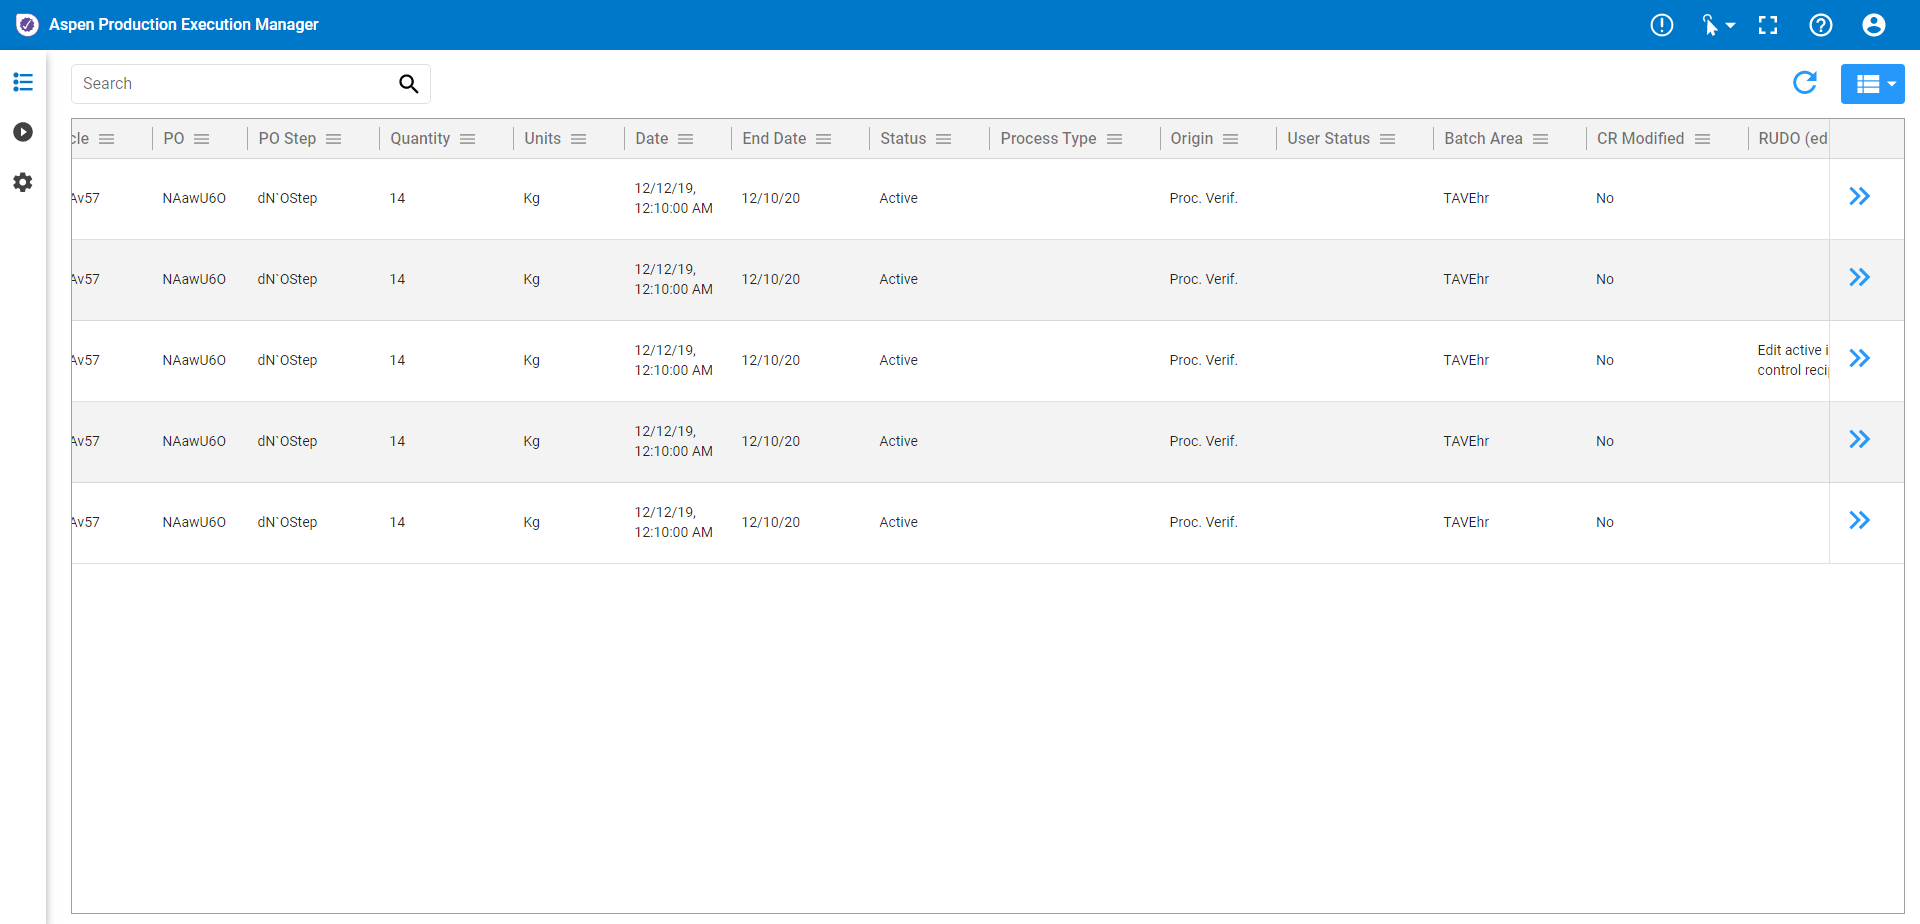 Aspen Production Execution Manager
Search
cle PO PO Step Quantity Units Date End Date Status Process Type Origin User Status Batch Area CR Modified RUDO (ed
Av57 NAawU6O dN`OStep 14 Kg 12/12/19, 12:10:00 AM 12/10/20 Active Proc. Verif. TAVEhr No
Av57 NAawU6O dN`OStep 14 Kg 12/12/19, 12:10:00 AM 12/10/20 Active Proc. Verif. TAVEhr No
Av57 NAawU6O dN`OStep 14 Kg 12/12/19, 12:10:00 AM 12/10/20 Active Proc. Verif. TAVEhr No Edit active i control reci
Av57 NAawU6O dN`OStep 14 Kg 12/12/19, 12:10:00 AM 12/10/20 Active Proc. Verif. TAVEhr No
Av57 NAawU6O dN`OStep 14 Kg 12/12/19, 12:10:00 AM 12/10/20 Active Proc. Verif. TAVEhr No